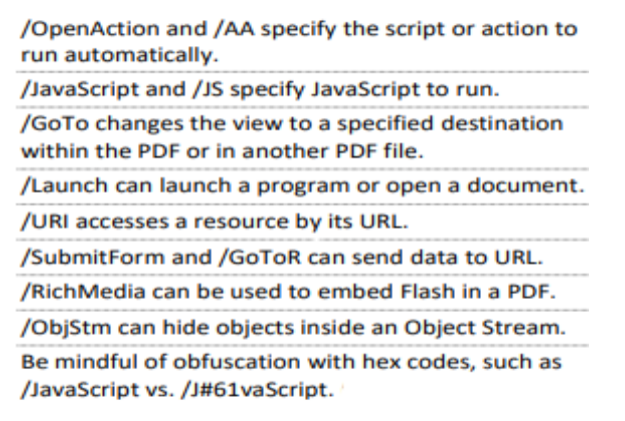 /OpenAction and /AA specify the script or action to
run automatically.
/JavaScript and /JS specify JavaScript to run.
/GoTo changes the view to a specified destination
within the PDF or in another PDF file.
/Launch can launch a program or open a document.
/URI accesses a resource by its URL.
/SubmitForm and /GoToR can send data to URL.
/RichMedia can be used to embed Flash in a PDF.
/ObjStm can hide objects inside an Object Stream.
Be mindful of obfuscation with hex codes, such as
/JavaScript vs. /J#61vaScript.